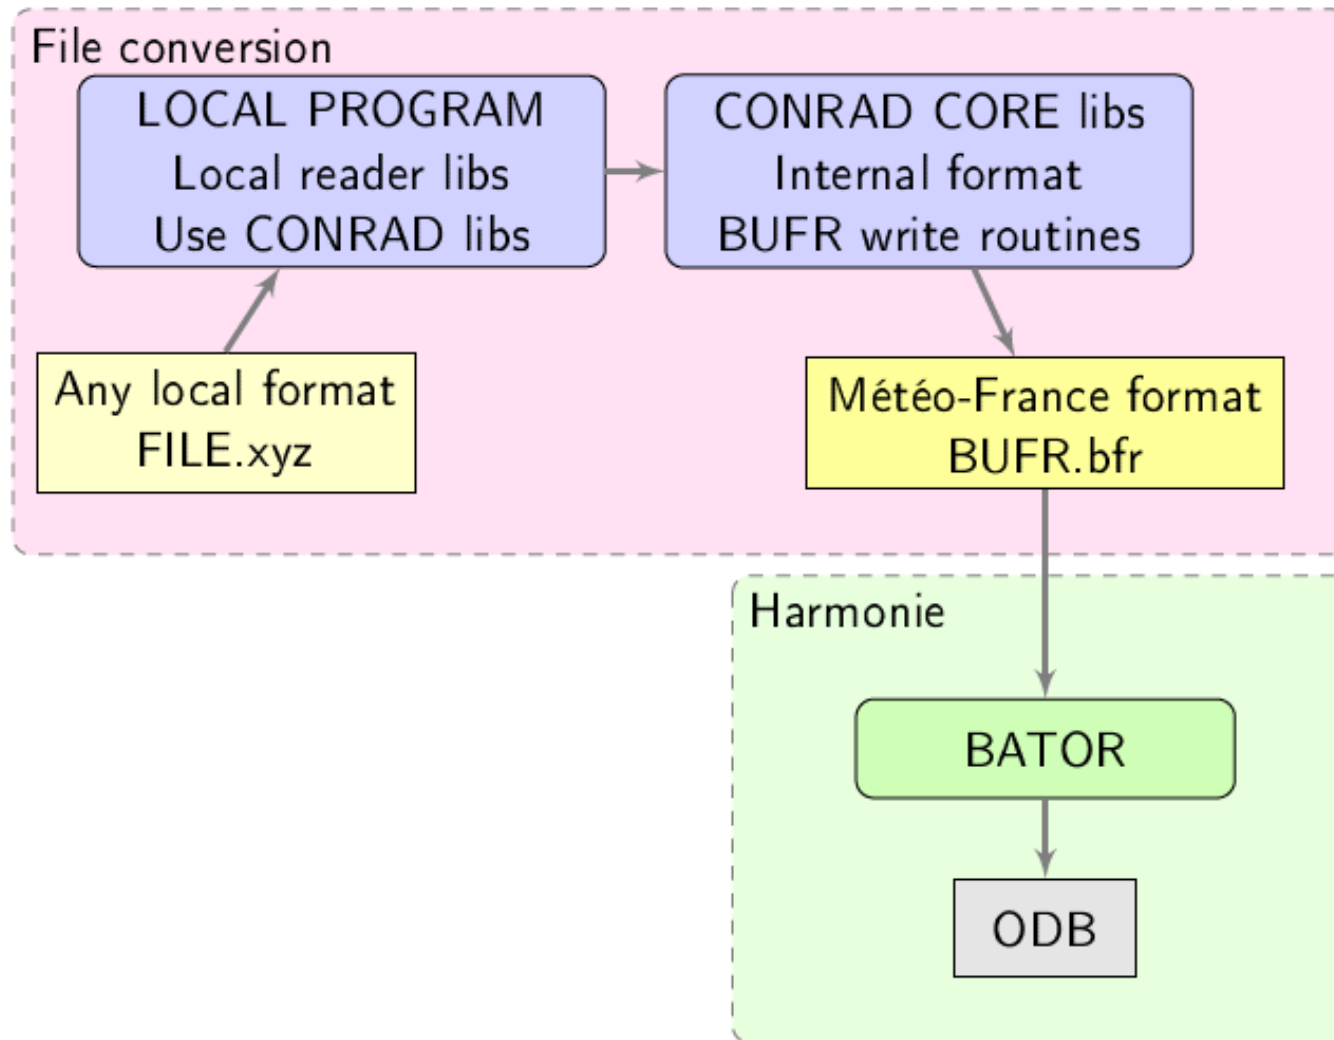 File conversion
LOCAL PROGRAM
Local reader libs
Use CONRAD libs
CONRAD CORE libs
Internal format
BUFR write routines
Any local format
FILE.xyz
Météo-France format
BUFR.bfr
Harmonie
BATOR
ODB